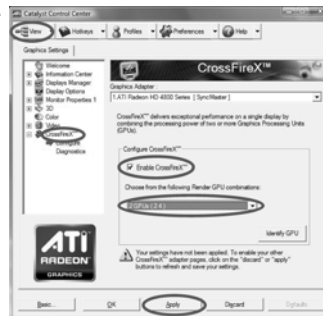 Catalyst Control Center
View
Hotkeys
Profiles
Preferences
Help
Graphics Settings
Welcome
Information Center
Displays Manager
Display Options
Monitor Properties 1
3D
Color
Video
CrossFireX™
Configure
Diagnostics
ATI
RADEON
GRAPHICS
CrossFireX™
Graphics Adapter:
1.ATI Radeon HD 4800 Series [SyncMaster]
CrossFireX™ delivers exceptional performance on a single display by
combining the processing power of two or more Graphics Processing Units
(GPUs).
Configure CrossFireX™
Enable CrossFireX™
Choose from the following Render GPU combinations:
2 GPUs
Identify GPU
Your settings have not been applied. To enable your other
CrossFireX™ adapter pages, click on the "discard" or "apply"
buttons to refresh and save your settings.
Basic...
OK
Apply
Discard
Defaults